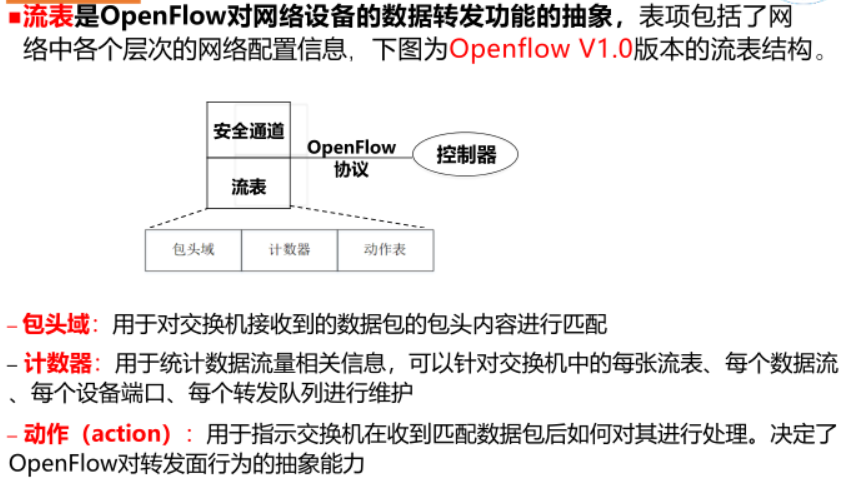 ■流表是OpenFlow对网络设备的数据转发功能的抽象，表项包括了网
络中各个层次的网络配置信息，下图为Openflow V1.0版本的流表结构。
安全通道
OpenFlow
协议
控制器
流表
包头域
计数器
动作表
– 包头域：用于对交换机接收到的数据包的包头内容进行匹配
– 计数器：用于统计数据流量相关信息，可以针对交换机中的每张流表、每个数据流
、每个设备端口、每个转发队列进行维护
– 动作（action）：用于指示交换机在收到匹配数据包后如何对其进行处理。决定了
OpenFlow对转发面行为的抽象能力